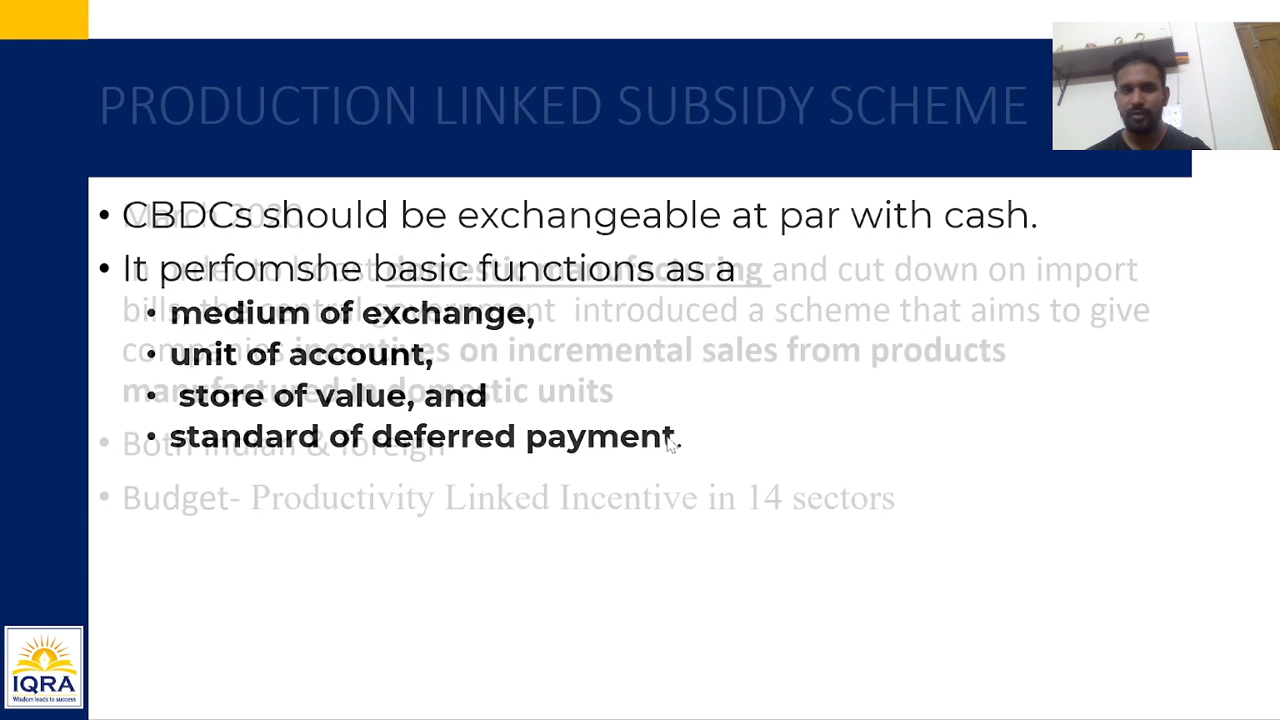 PRODUCTION LINKED SUBSIDY SCHEME
• CBDCs should be exchangeable at par with cash.
• It perfomshe basic functions as a
• medium of exchange,
• unit of account,
• store of value, and
• standard of deferred payment.
domestic manufacturing and cut down on import
bills, the central government introduced a scheme that aims to give
companies incentives on incremental sales from products
manufactured in domestic units
• Both Indian & foreign
• Budget- Productivity Linked Incentive in 14 sectors
IQRA
Wisdom leads to success